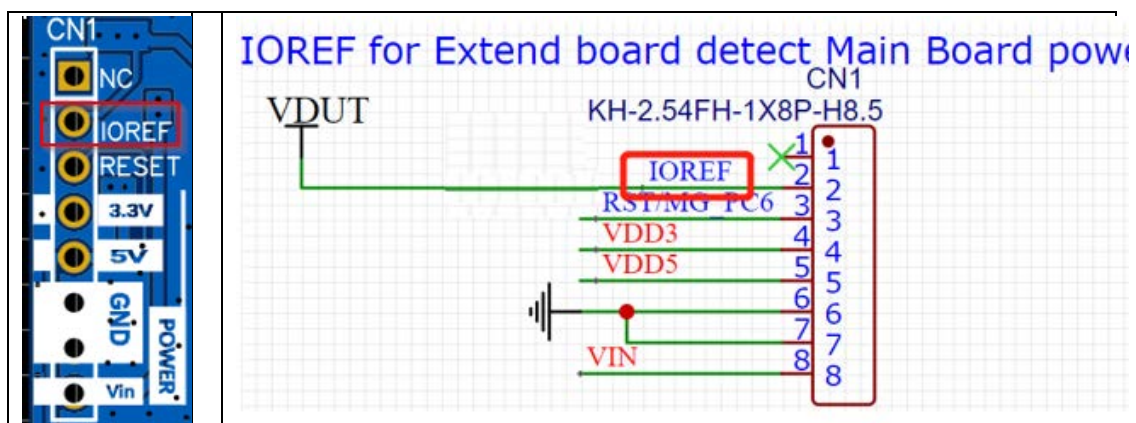 CN1
NC
IOREF
RESET
3.3V
5V
GND
POWER
Vin
IOREF for Extend board detect Main Board pow
CN1
KH-2.54FH-1X8P-H8.5
VDUT
IOREF
RST/MG_PC6
VDD3
VDD5
VIN
1 1
2 2
3 3
4 4
5 5
6 6
7 7
8 8